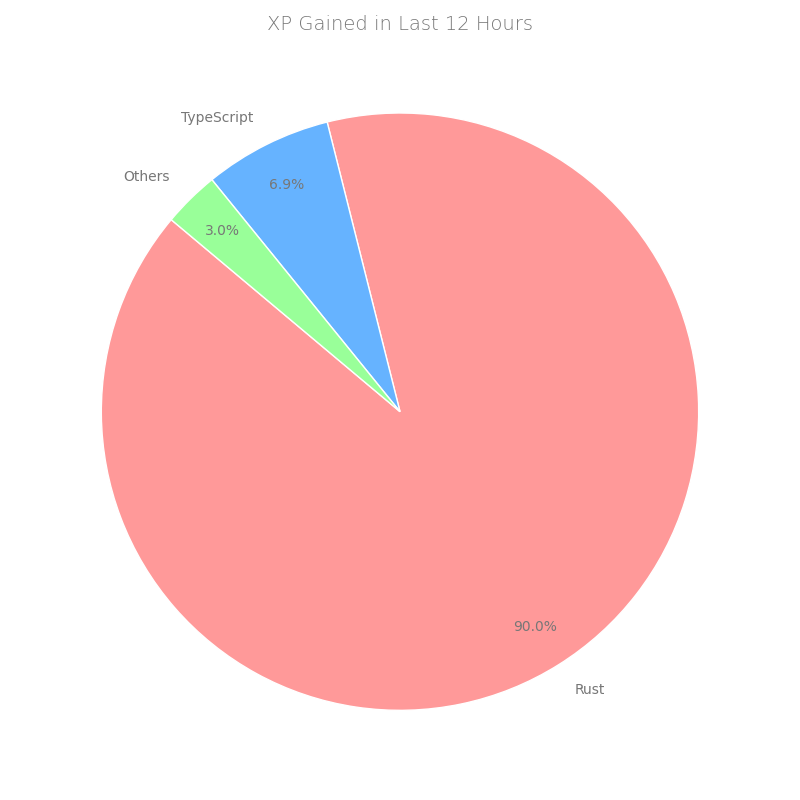 XP Gained in Last 12 Hours
TypeScript
Others
6.9%
3.0%
90.0%
Rust